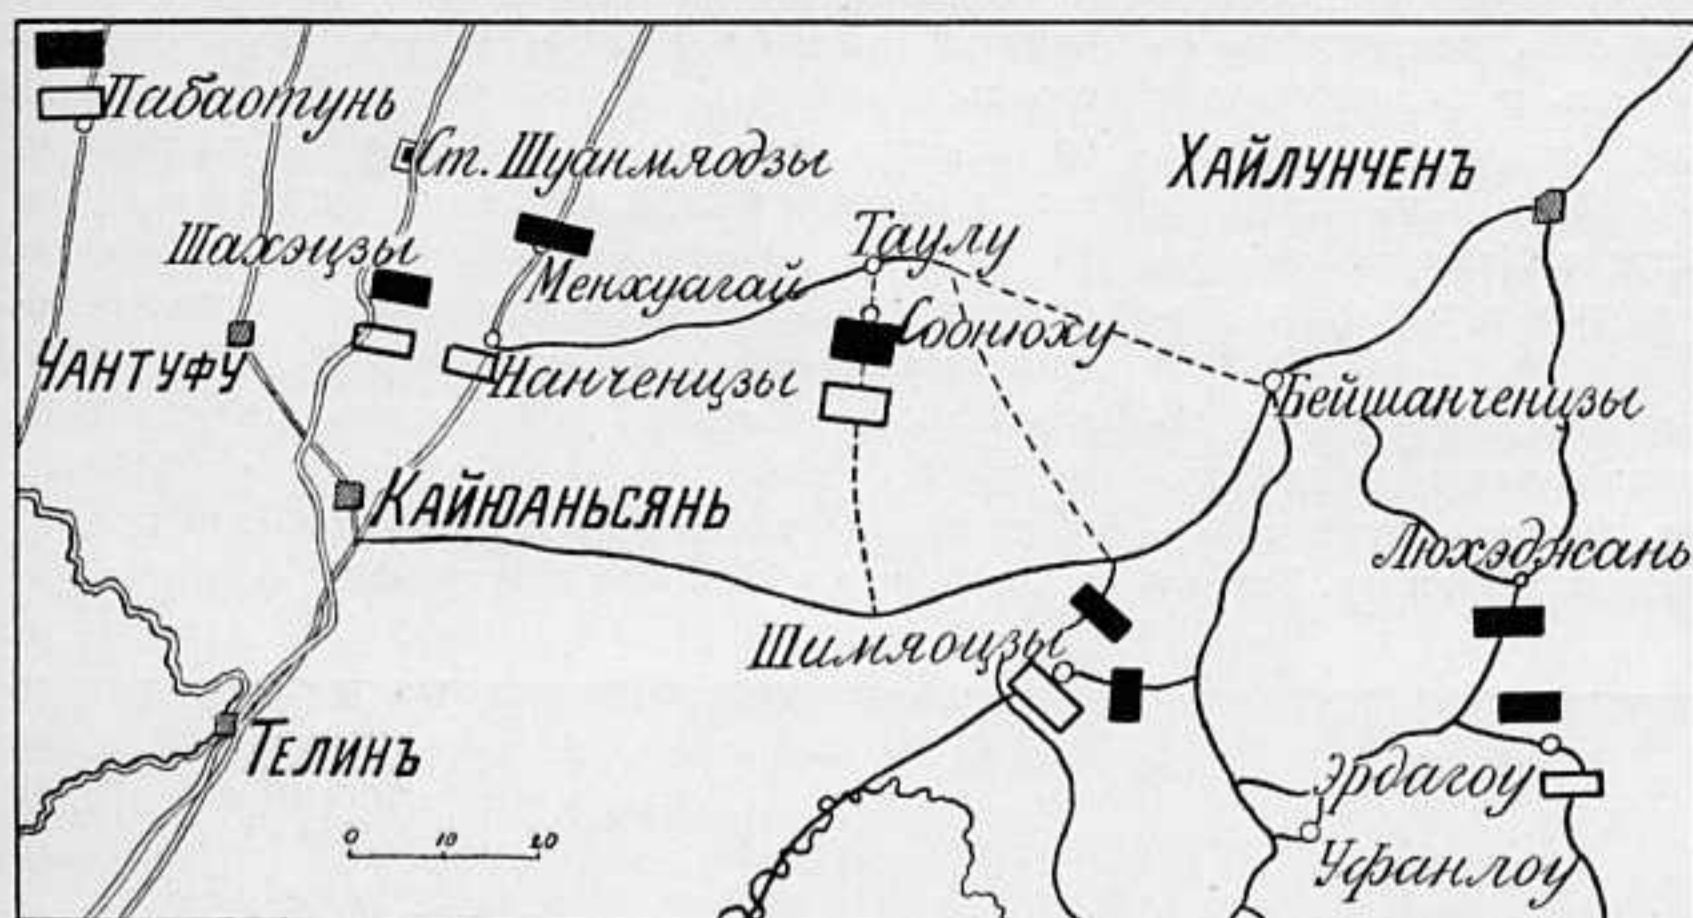 Пабаотунь
Ст. Шуанмяодзы
ХАЙЛУНЧЕНЪ
Шахэцзы
Таулу
Менхуагай
Собнюху
ЧАНТУФУ
Нанченцзы
Бейшанченцзы
КАЙЮАНЬСЯНЬ
Люхэджань
Шимяоцзы
ТЕЛИНЪ
Эрдагоу
0 10 20
Уфанлоу